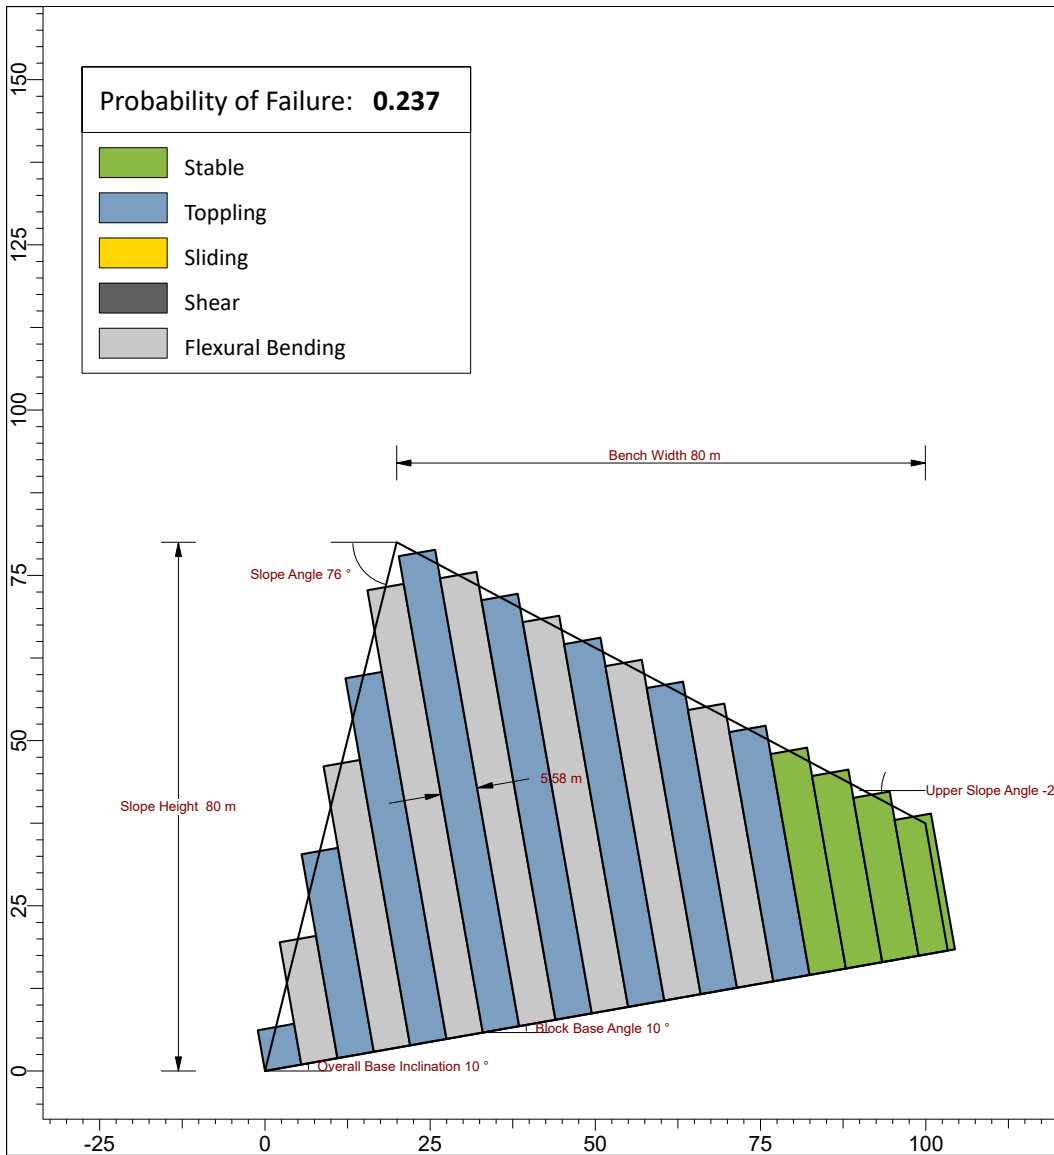 Probability of Failure: 0.237
Stable
Toppling
Sliding
Shear
Flexural Bending
150
125
100
75
50
25
0
Bench Width 80 m
Slope Angle 76 °
5.58 m
Slope Height 80 m
Upper Slope Angle -2
Block Base Angle 10 °
Overall Base Inclination 10 °
-25 0 25 50 75 100